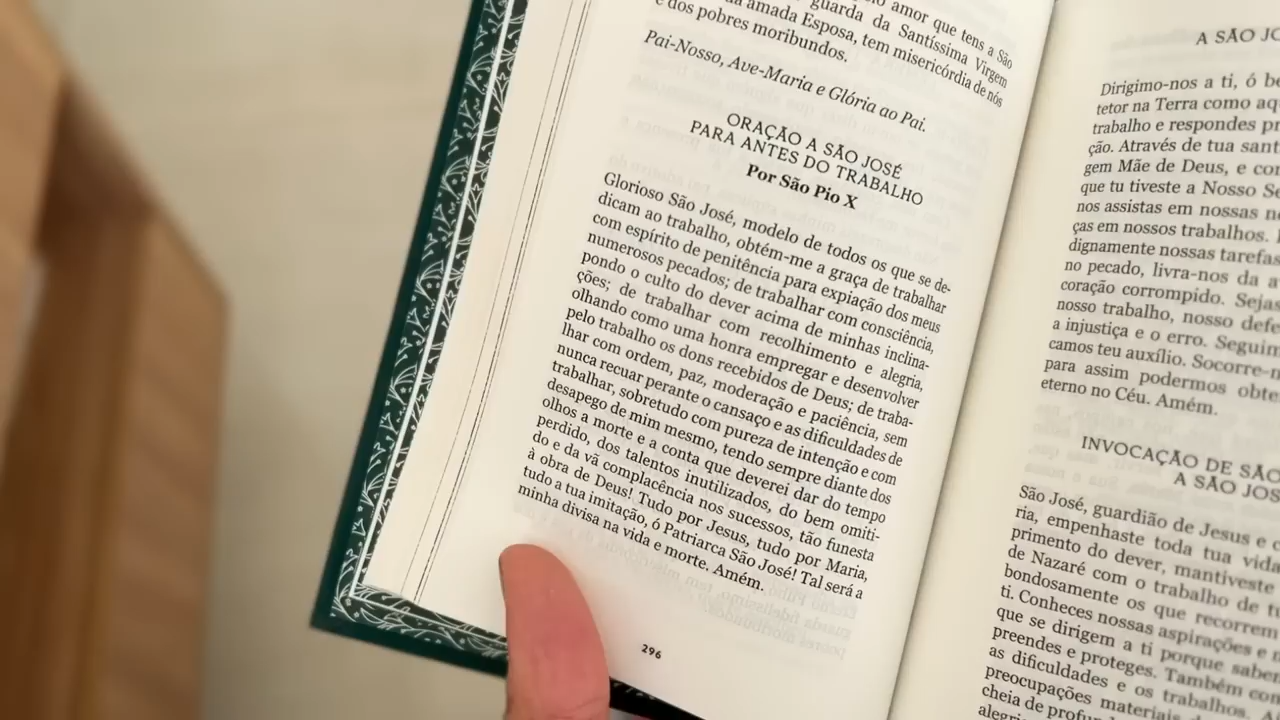 amor que tens a São
guarda da Santíssima Virgem
amada Esposa, tem misericórdia de nós
e dos pobres moribundos.
Pai-Nosso, Ave-Maria e Glória ao Pai.
ORAÇÃO A SÃO JOSÉ
PARA ANTES DO TRABALHO
Por São Pio X
Glorioso São José, modelo de todos os que se de-
dicam ao trabalho, obtém-me a graça de trabalhar
com espírito de penitência para expiação dos meus
numerosos pecados; de trabalhar com consciência,
pondo o culto do dever acima de minhas inclina-
ções; de trabalhar com recolhimento e alegria,
olhando como uma honra empregar e desenvolver
pelo trabalho os dons recebidos de Deus; de traba-
lhar com ordem, paz, moderação e paciência, sem
nunca recuar perante o cansaço e as dificuldades de
trabalhar, sobretudo com pureza de intenção e com
desapego de mim mesmo, tendo sempre diante dos
olhos a morte e a conta que deverei dar do tempo
perdido, dos talentos inutilizados, do bem omiti-
do e da vã complacência nos sucessos, tão funesta
à obra de Deus! Tudo por Jesus, tudo por Maria,
tudo a tua imitação, ó Patriarca São José! Tal será a
minha divisa na vida e morte. Amém.
296
A SÃO JO
Dirigimo-nos a ti, ó be
tetor na Terra como aq
trabalho e respondes pr
ção. Através de tua sant
gem Mãe de Deus, e con
que tu tiveste a Nosso Se
nos assistas em nossas n
ças em nossos trabalhos.
dignamente nossas tarefas
no pecado, livra-nos da a
coração corrompido. Seja
nosso trabalho, nosso defe
a injustiça e o erro. Seguim
camos teu auxílio. Socorre-n
para assim podermos obte
eterno no Céu. Amém.
INVOCAÇÃO DE SÃO
A SÃO JOS
São José, guardião de Jesus e c
ria, empenhaste toda tua vida
primento do dever, mantiveste
de Nazaré com o trabalho de tu
bondosamente os que recorrem
ti. Conheces nossas aspirações e n
que se dirigem a ti porque sabem
preendes e proteges. Também con
as dificuldades e os trabalhos.
preocupações materiais
cheia de profun
alegria